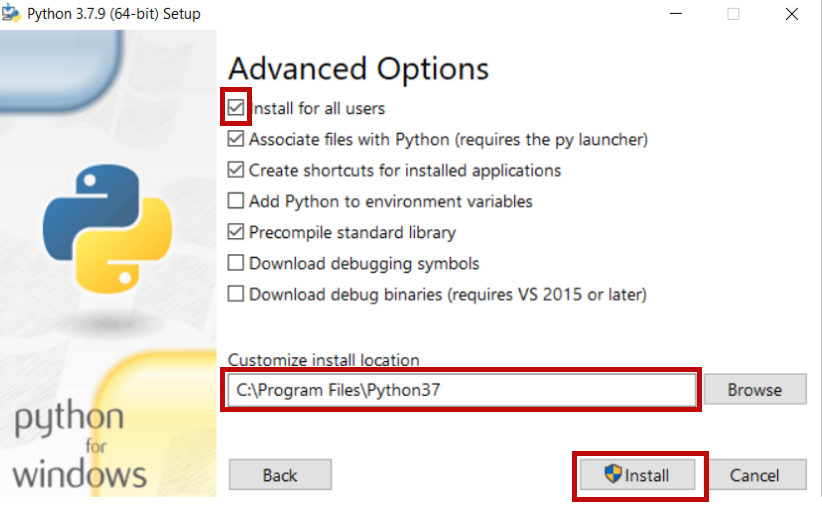 Python 3.7.9 (64-bit) Setup
Advanced Options
Install for all users
Associate files with Python (requires the py launcher)
Create shortcuts for installed applications
Add Python to environment variables
Precompile standard library
Download debugging symbols
Download debug binaries (requires VS 2015 or later)
Customize install location
C:\Program Files\Python37
Browse
python
for
windows
Back
Install
Cancel